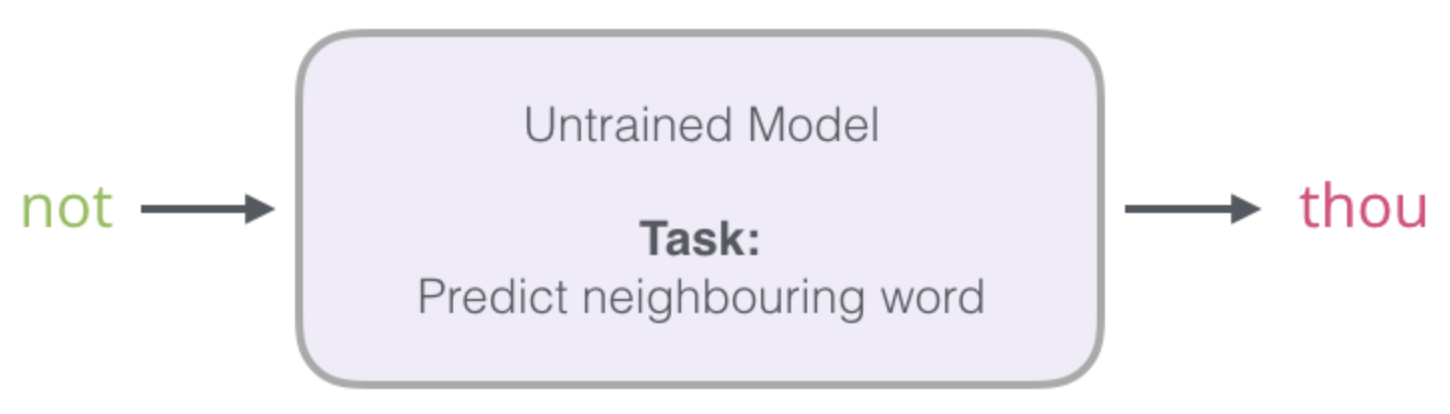 not
Untrained Model
Task:
Predict neighbouring word
thou